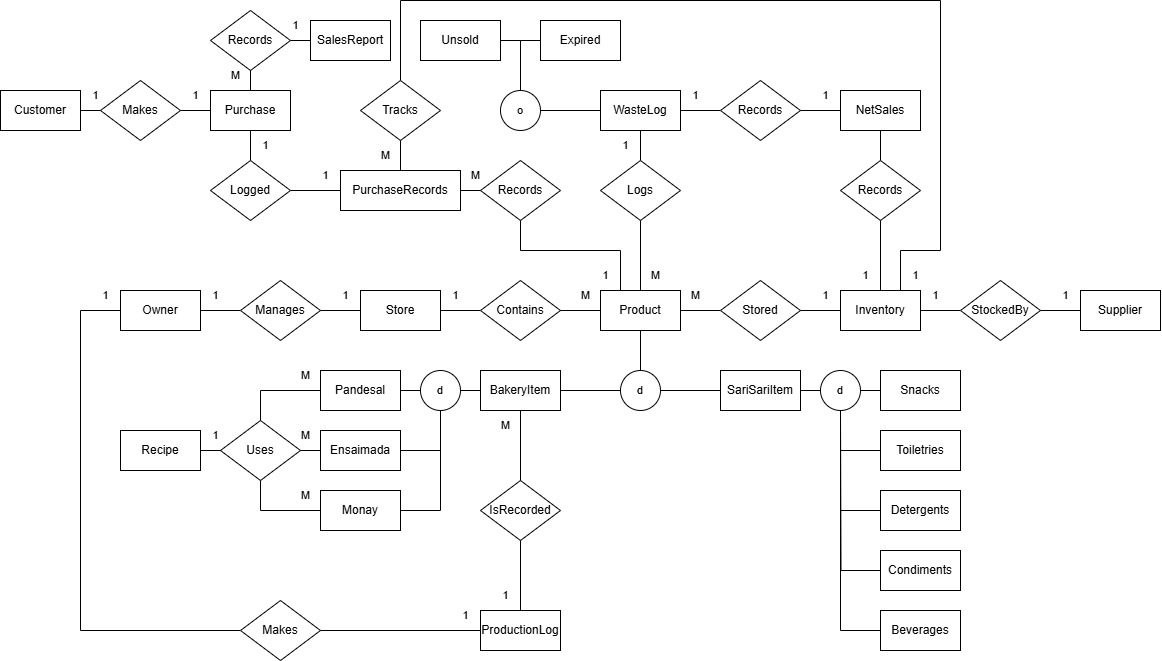 Records
1
SalesReport
Unsold
Expired
M
Customer
1
Makes
1
Purchase
Tracks
o
WasteLog
1
Records
1
NetSales
1
M
1
Logged
1
PurchaseRecords
M
Records
Logs
Records
1
M
1
1
1
Owner
1
Manages
1
Store
1
Contains
M
Product
M
Stored
1
Inventory
1
StockedBy
1
Supplier
M
Pandesal
d
BakeryItem
d
SariSariItem
d
Snacks
Recipe
1
Uses
M
Ensaimada
M
Toiletries
M
Monay
IsRecorded
Detergents
Condiments
1
Makes
1
ProductionLog
Beverages